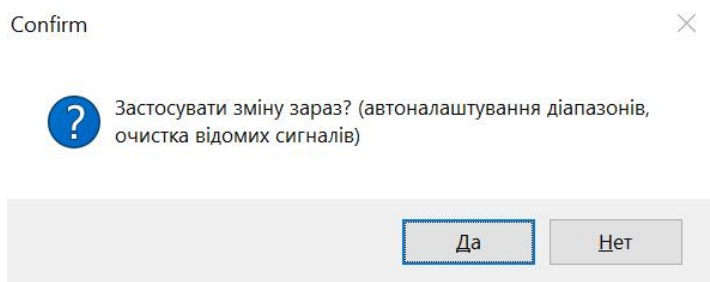 Confirm
Застосувати зміну зараз? (автоналаштування діапазонів,
очистка відомих сигналів)
Да
Нет